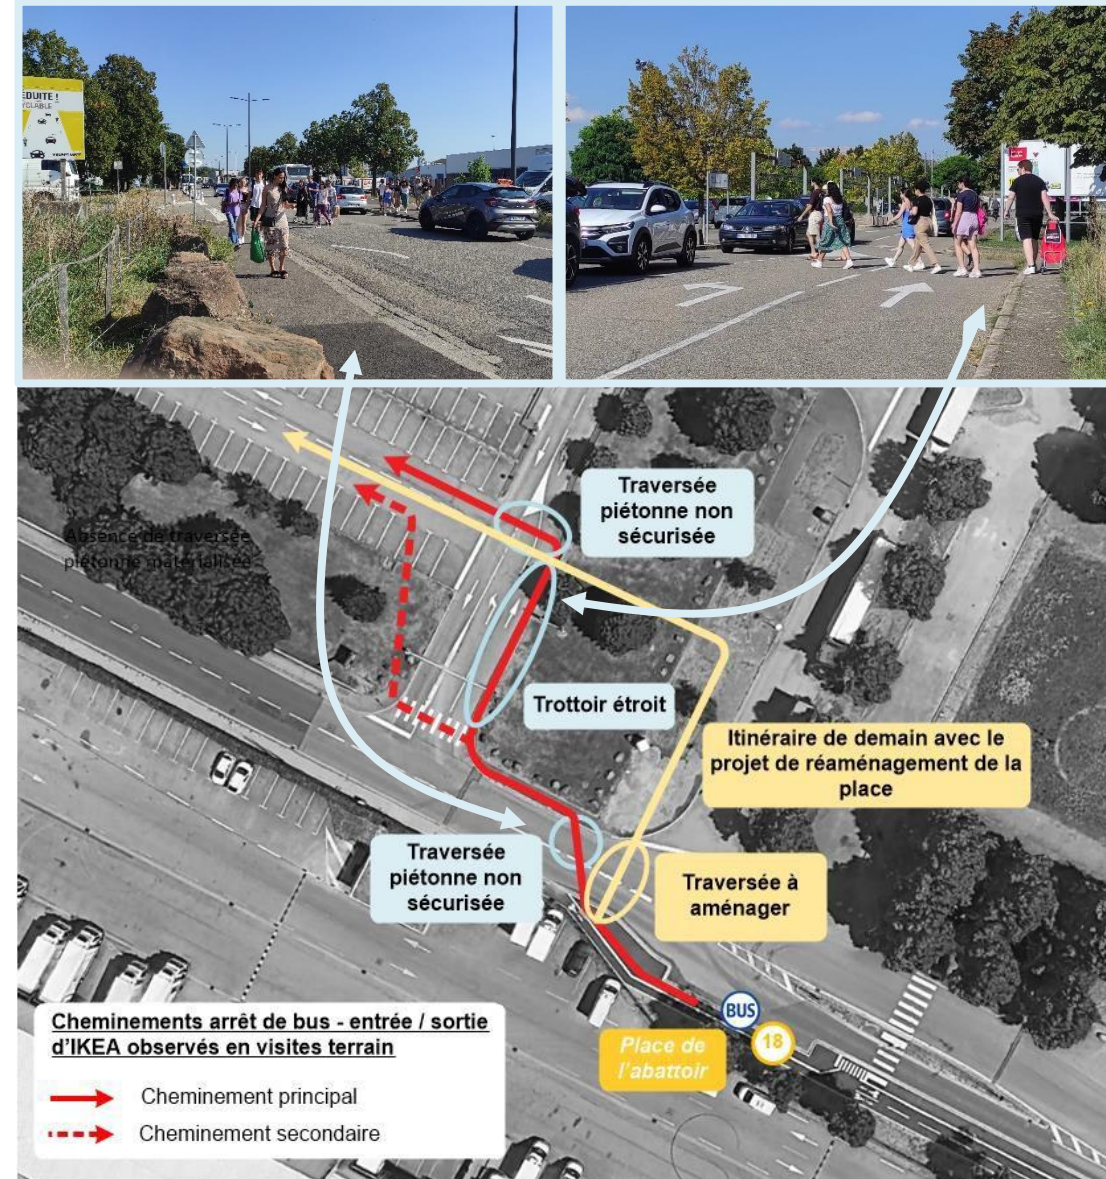 EDUITE !
Traversée
piétonne non
sécurisée
Absence de traversée
piétonne matérialisée
Trottoir étroit
Itinéraire de demain avec le
projet de réaménagement de la
place
Traversée
piétonne non
sécurisée
Traversée à
aménager
BUS
18
Place de
l'abattoir
Cheminements arrêt de bus - entrée / sortie
d'IKEA observés en visites terrain
Cheminement principal
Cheminement secondaire